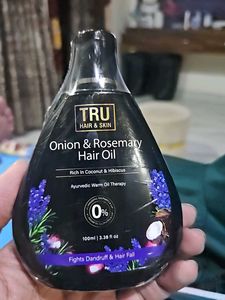 TRU
HAIR & SKIN
Onion & Rosemary
Hair Oil
Rich In Coconut & Hibiscus
Ayurvedic Warm Oil Therapy
0%
100ml | 3.38 fl oz
Fights Dandruff & Hair Fall